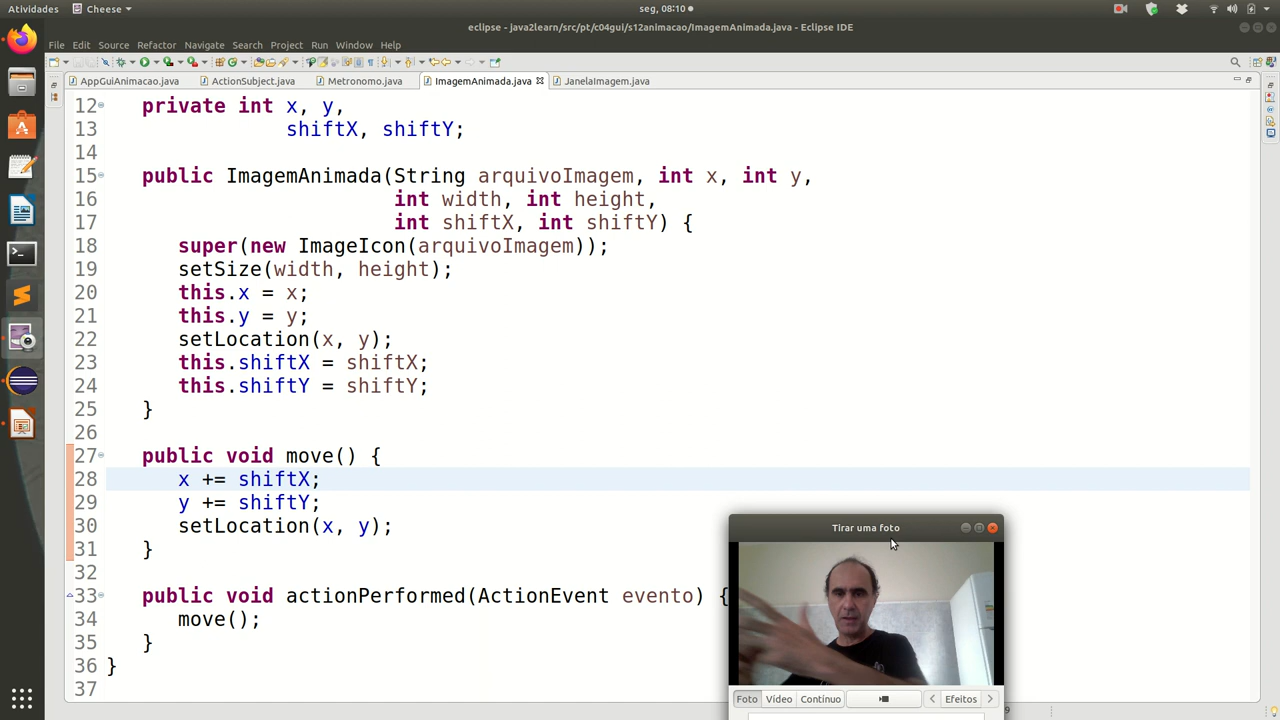 Atividades
Cheese
seg, 08:10
eclipse - java2learn/src/pt/c04gui/s12animacao/ImagemAnimada.java - Eclipse IDE
File Edit Source Refactor Navigate Search Project Run Window Help
AppGuiAnimacao.java ActionSubject.java Metronomo.java ImagemAnimada.java JanelaImagem.java
12 private int x, y,
13 shiftX, shiftY;
14
15 public ImagemAnimada(String arquivoImagem, int x, int y,
16 int width, int height,
17 int shiftX, int shiftY) {
18 super(new ImageIcon(arquivoImagem));
19 setSize(width, height);
20 this.x = x;
21 this.y = y;
22 setLocation(x, y);
23 this.shiftX = shiftX;
24 this.shiftY = shiftY;
25 }
26
27 public void move() {
28 x += shiftX;
29 y += shiftY;
30 setLocation(x, y);
31 }
32
33 public void actionPerformed(ActionEvent evento) {
34 move();
35 }
36 }
37
Tirar uma foto
Foto Vídeo Contínuo Efeitos